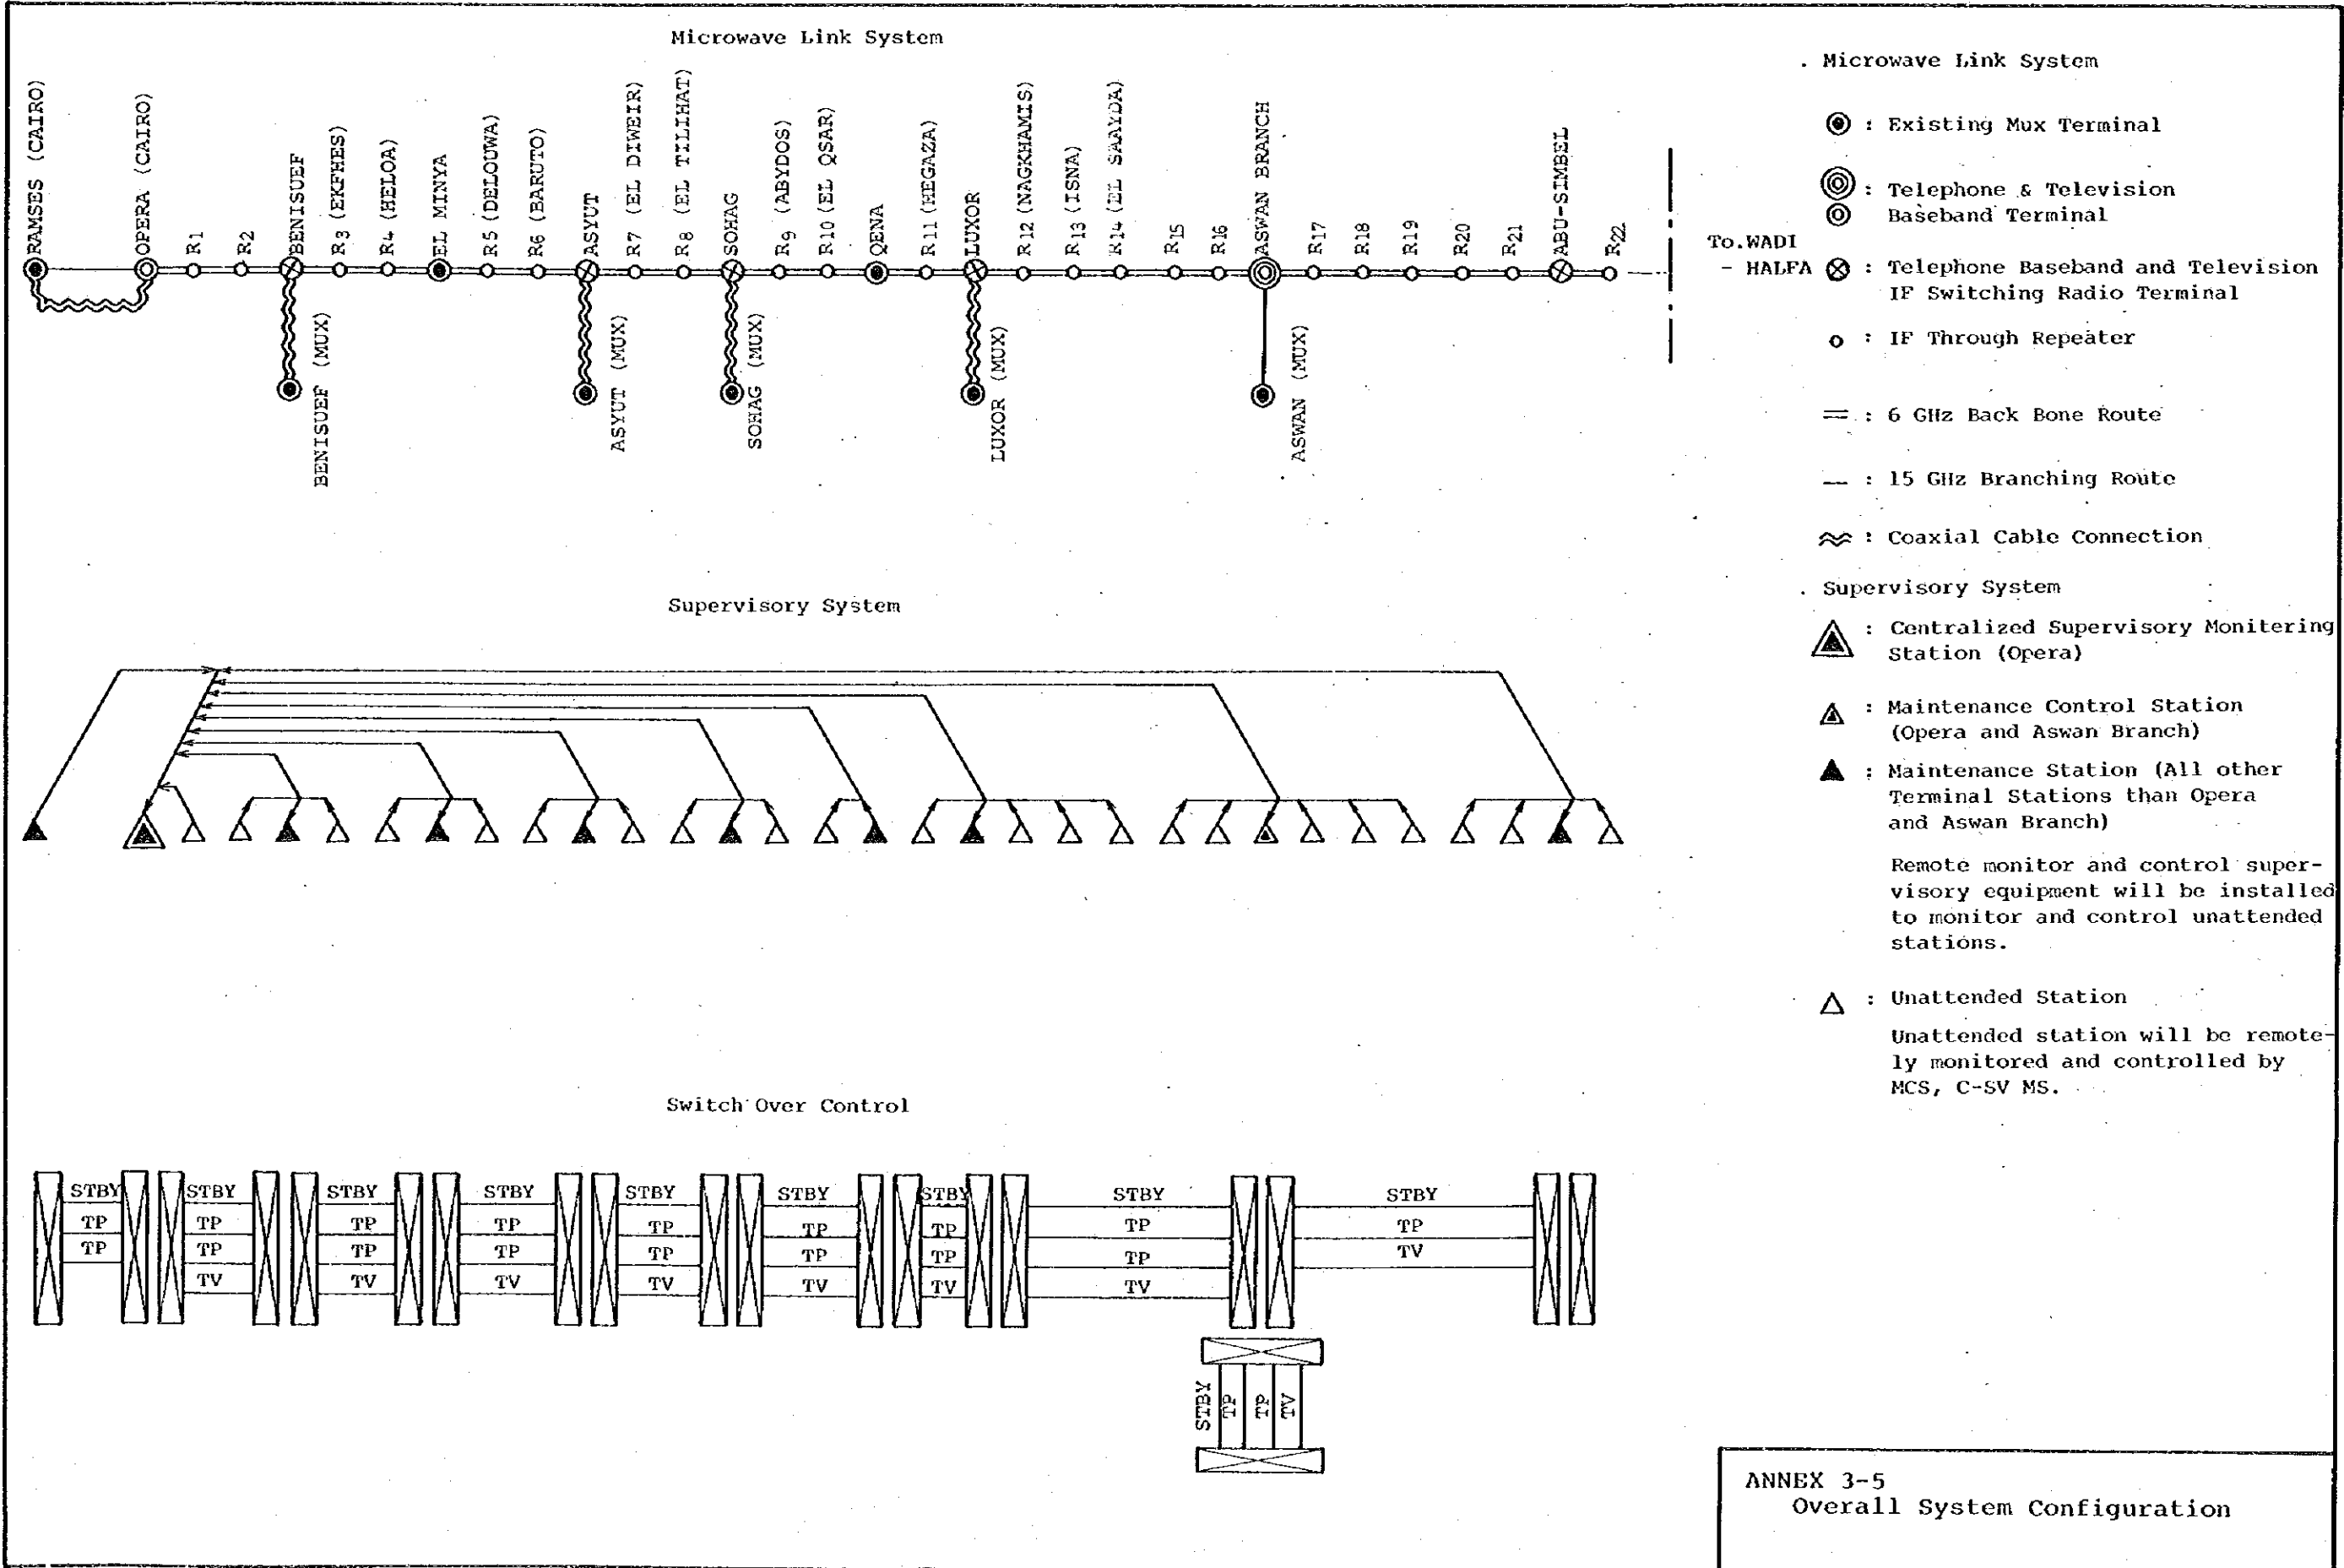 Microwave Link System
RAMSES (CAIRO)
OPERA (CAIRO)
R1
R2
BENISUEF
R3 (EKFHES)
R4 (HELOA)
EL MINYA
R5 (DELOUWA)
R6 (BARUTO)
ASYUT
R7 (EL DIWEIR)
R8 (EL TILIHAT)
SOHAG
R9 (ABYDOS)
R10 (EL QSAR)
QENA
R11 (HEGAZA)
LUXOR
R12 (NAGKHAMIS)
R13 (ISNA)
R14 (EL SAAYDA)
R15
R16
ASWAN BRANCH
R17
R18
R19
R20
R21
ABU-SIMBEL
R22
To.WADI
- HALFA
BENISUEF (MUX)
ASYUT (MUX)
SOHAG (MUX)
LUXOR (MUX)
ASWAN (MUX)
. Microwave Link System
: Existing Mux Terminal
: Telephone & Television
Baseband Terminal
: Telephone Baseband and Television
IF Switching Radio Terminal
: IF Through Repeater
: 6 GHz Back Bone Route
: 15 GHz Branching Route
: Coaxial Cable Connection
. Supervisory System
: Centralized Supervisory Monitering
Station (Opera)
: Maintenance Control Station
(Opera and Aswan Branch)
: Maintenance Station (All other
Terminal Stations than Opera
and Aswan Branch)
Remote monitor and control super-
visory equipment will be installed
to monitor and control unattended
stations.
: Unattended Station
Unattended station will be remote-
ly monitored and controlled by
MCS, C-SV MS.
Supervisory System
Switch Over Control
STBY STBY STBY STBY STBY STBY STBY STBY STBY
TP TP TP TP TP TP TP TP TP
TP TP TP TP TP TP TP TP TV
TV TV TV TV TV TV TV
STBY
TP
TP
TV
ANNEX 3-5
Overall System Configuration